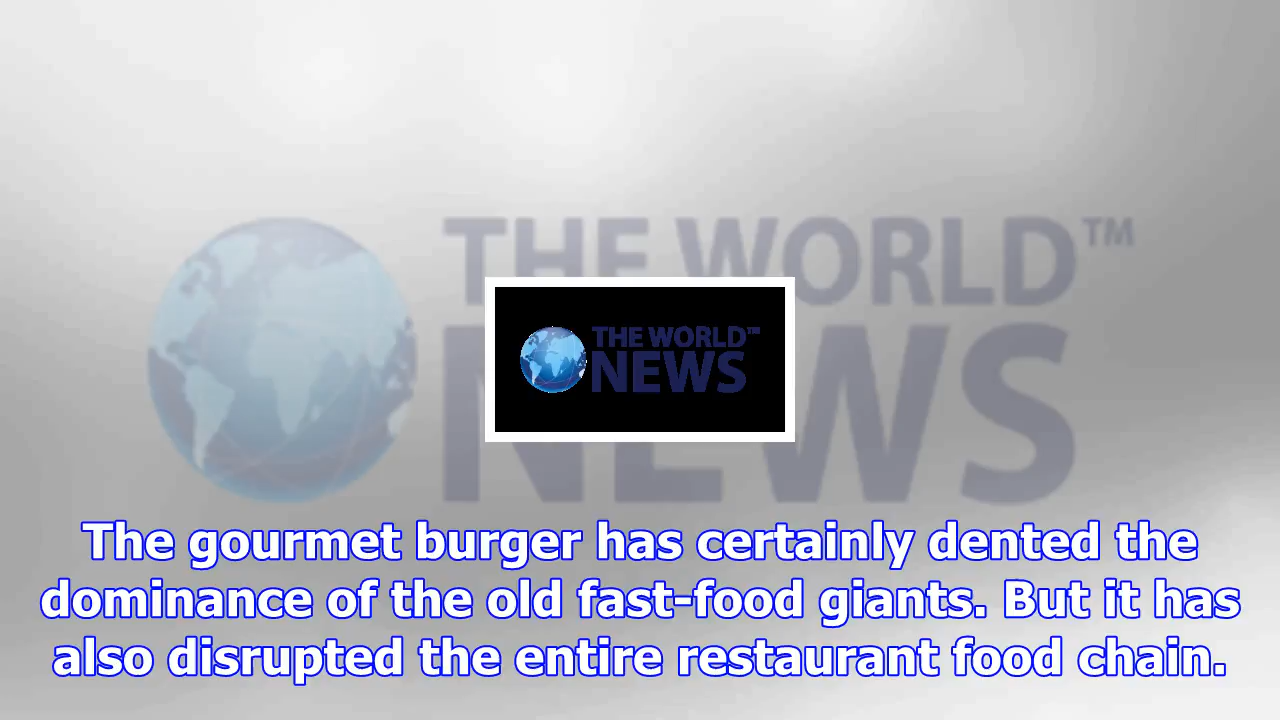 THE WORLD™
NEWS
THE WORLD™
NEWS
The gourmet burger has certainly dented the
dominance of the old fast-food giants. But it has
also disrupted the entire restaurant food chain.